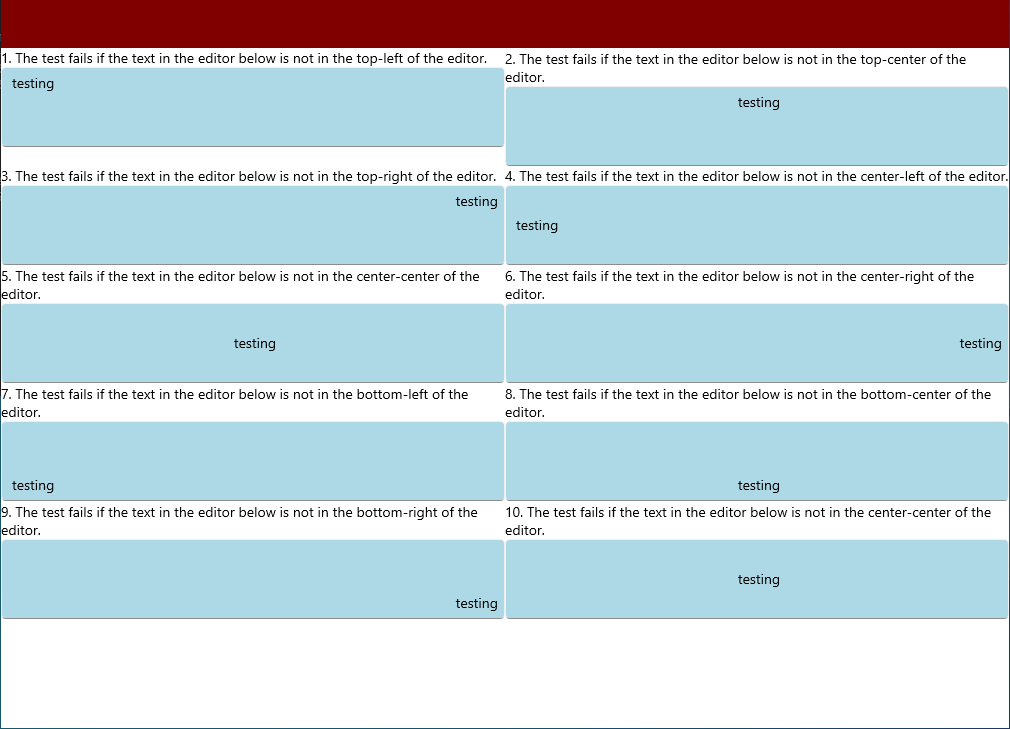 1. The test fails if the text in the editor below is not in the top-left of the editor.
testing
2. The test fails if the text in the editor below is not in the top-center of the
editor.
testing
3. The test fails if the text in the editor below is not in the top-right of the editor.
testing
4. The test fails if the text in the editor below is not in the center-left of the editor.
testing
5. The test fails if the text in the editor below is not in the center-center of the
editor.
testing
6. The test fails if the text in the editor below is not in the center-right of the
editor.
testing
7. The test fails if the text in the editor below is not in the bottom-left of the
editor.
testing
8. The test fails if the text in the editor below is not in the bottom-center of the
editor.
testing
9. The test fails if the text in the editor below is not in the bottom-right of the
editor.
testing
10. The test fails if the text in the editor below is not in the center-center of the
editor.
testing